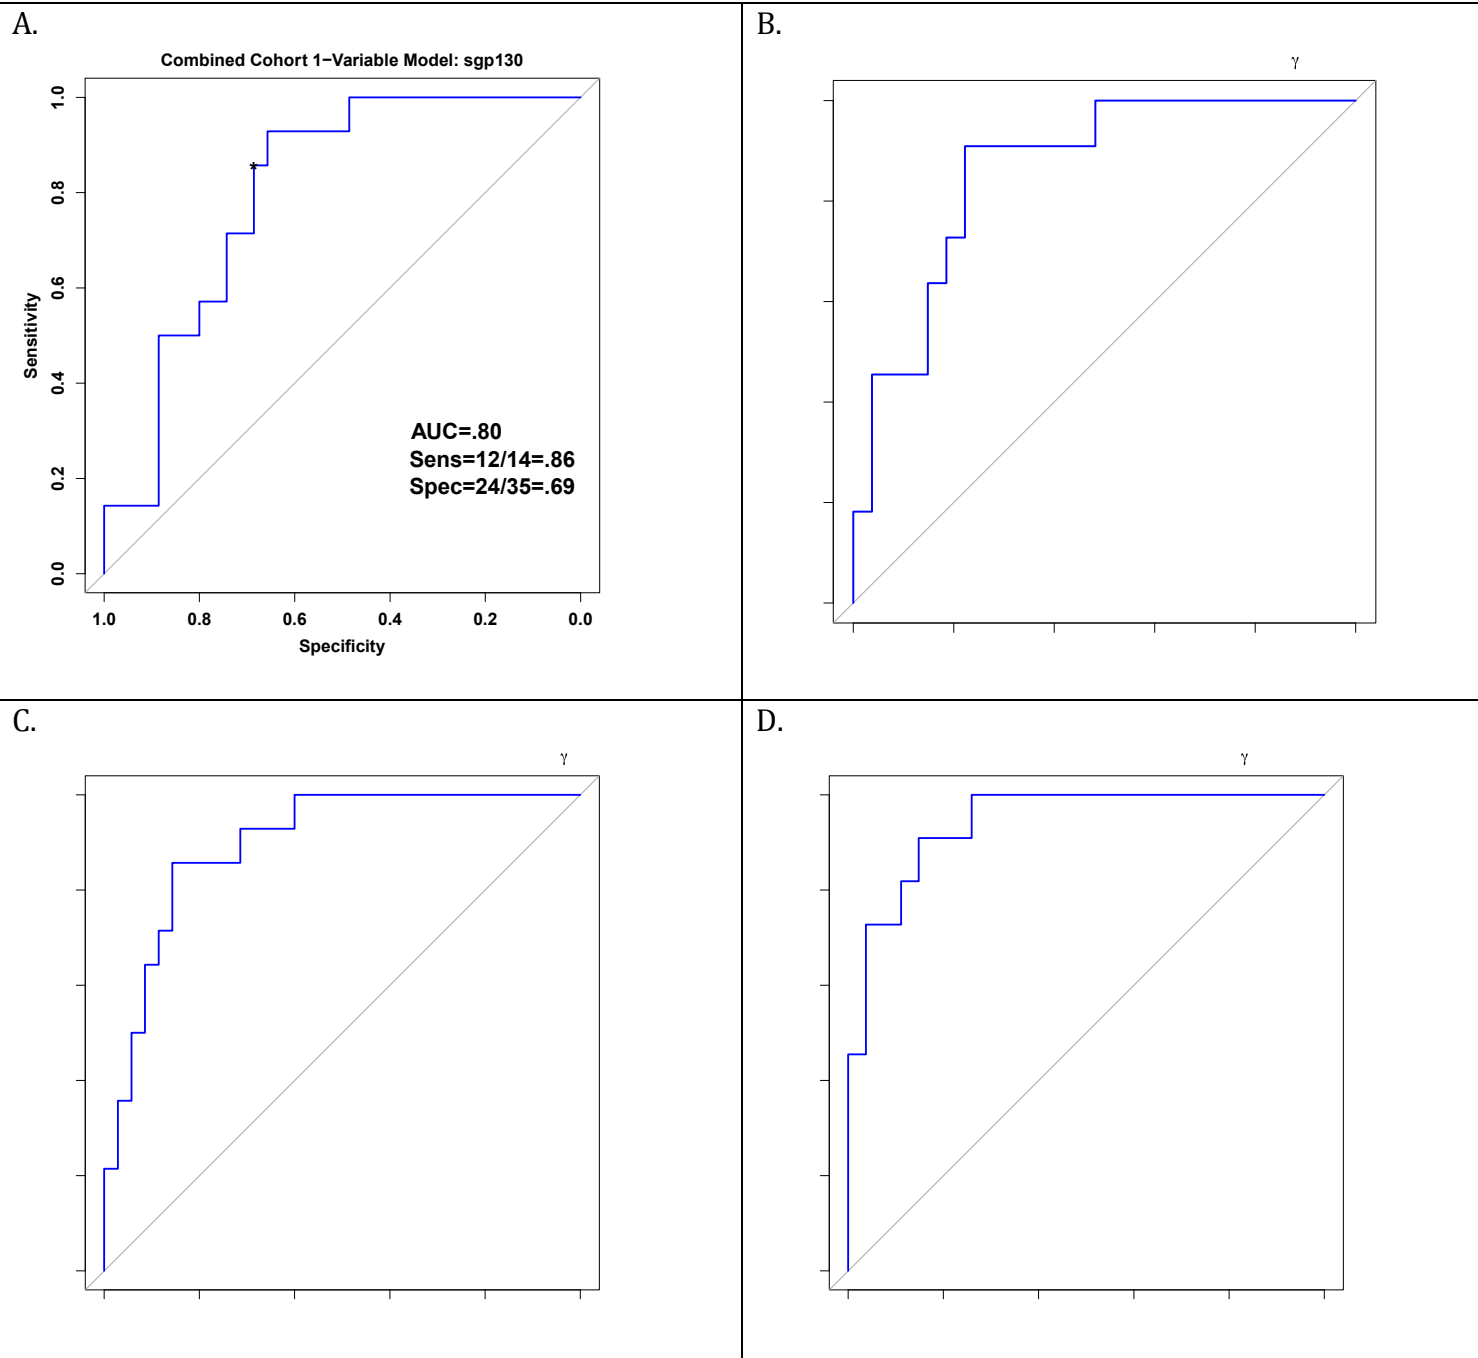 A.
Combined Cohort 1−Variable Model: sgp130
1.0
0.8
0.6
0.4
0.2
0.0
Sensitivity
AUC=.80
Sens=12/14=.86
Spec=24/35=.69
1.0 0.8 0.6 0.4 0.2 0.0
Specificity
B.
γ
C.
γ
D.
γ